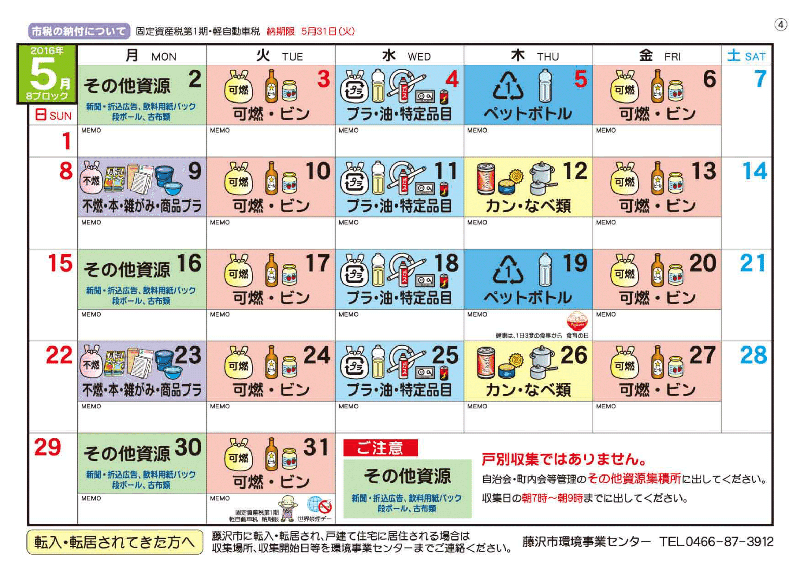 市税の納付について 固定資産税第1期・軽自動車税 納期限 5月31日(火)
④
2016年
5月
8ブロック
日 SUN
月 MON
火 TUE
水 WED
木 THU
金 FRI
土 SAT
1
MEMO
その他資源 2
新聞・折込広告、飲料用紙パック
段ボール、古布類
MEMO
可燃 3
可燃・ビン
MEMO
プラ 4
プラ・油・特定品目
MEMO
1 5
ペットボトル
MEMO
可燃 6
可燃・ビン
MEMO
7
8
不燃 9
不燃・本・雑がみ・商品プラ
MEMO
可燃 10
可燃・ビン
MEMO
プラ 11
プラ・油・特定品目
MEMO
12
カン・なべ類
MEMO
可燃 13
可燃・ビン
MEMO
14
15
その他資源 16
新聞・折込広告、飲料用紙パック
段ボール、古布類
MEMO
可燃 17
可燃・ビン
MEMO
プラ 18
プラ・油・特定品目
MEMO
1 19
ペットボトル
MEMO
健康は、1日3食の食事から 食育の日
可燃 20
可燃・ビン
MEMO
21
22
不燃 23
不燃・本・雑がみ・商品プラ
MEMO
可燃 24
可燃・ビン
MEMO
プラ 25
プラ・油・特定品目
MEMO
26
カン・なべ類
MEMO
可燃 27
可燃・ビン
MEMO
28
29
その他資源 30
新聞・折込広告、飲料用紙パック
段ボール、古布類
MEMO
可燃 31
可燃・ビン
MEMO
固定資産税第1期
軽自動車税 納期限
世界禁煙デー
ご注意
その他資源
新聞・折込広告、飲料用紙パック
段ボール、古布類
戸別収集ではありません。
自治会・町内会等管理のその他資源集積所に出してください。
収集日の朝7時～朝9時までに出してください。
転入・転居されてきた方へ
藤沢市に転入・転居され、戸建て住宅に居住される場合は
収集場所、収集開始日等を環境事業センターまでご連絡ください。
藤沢市環境事業センター TEL0466-87-3912